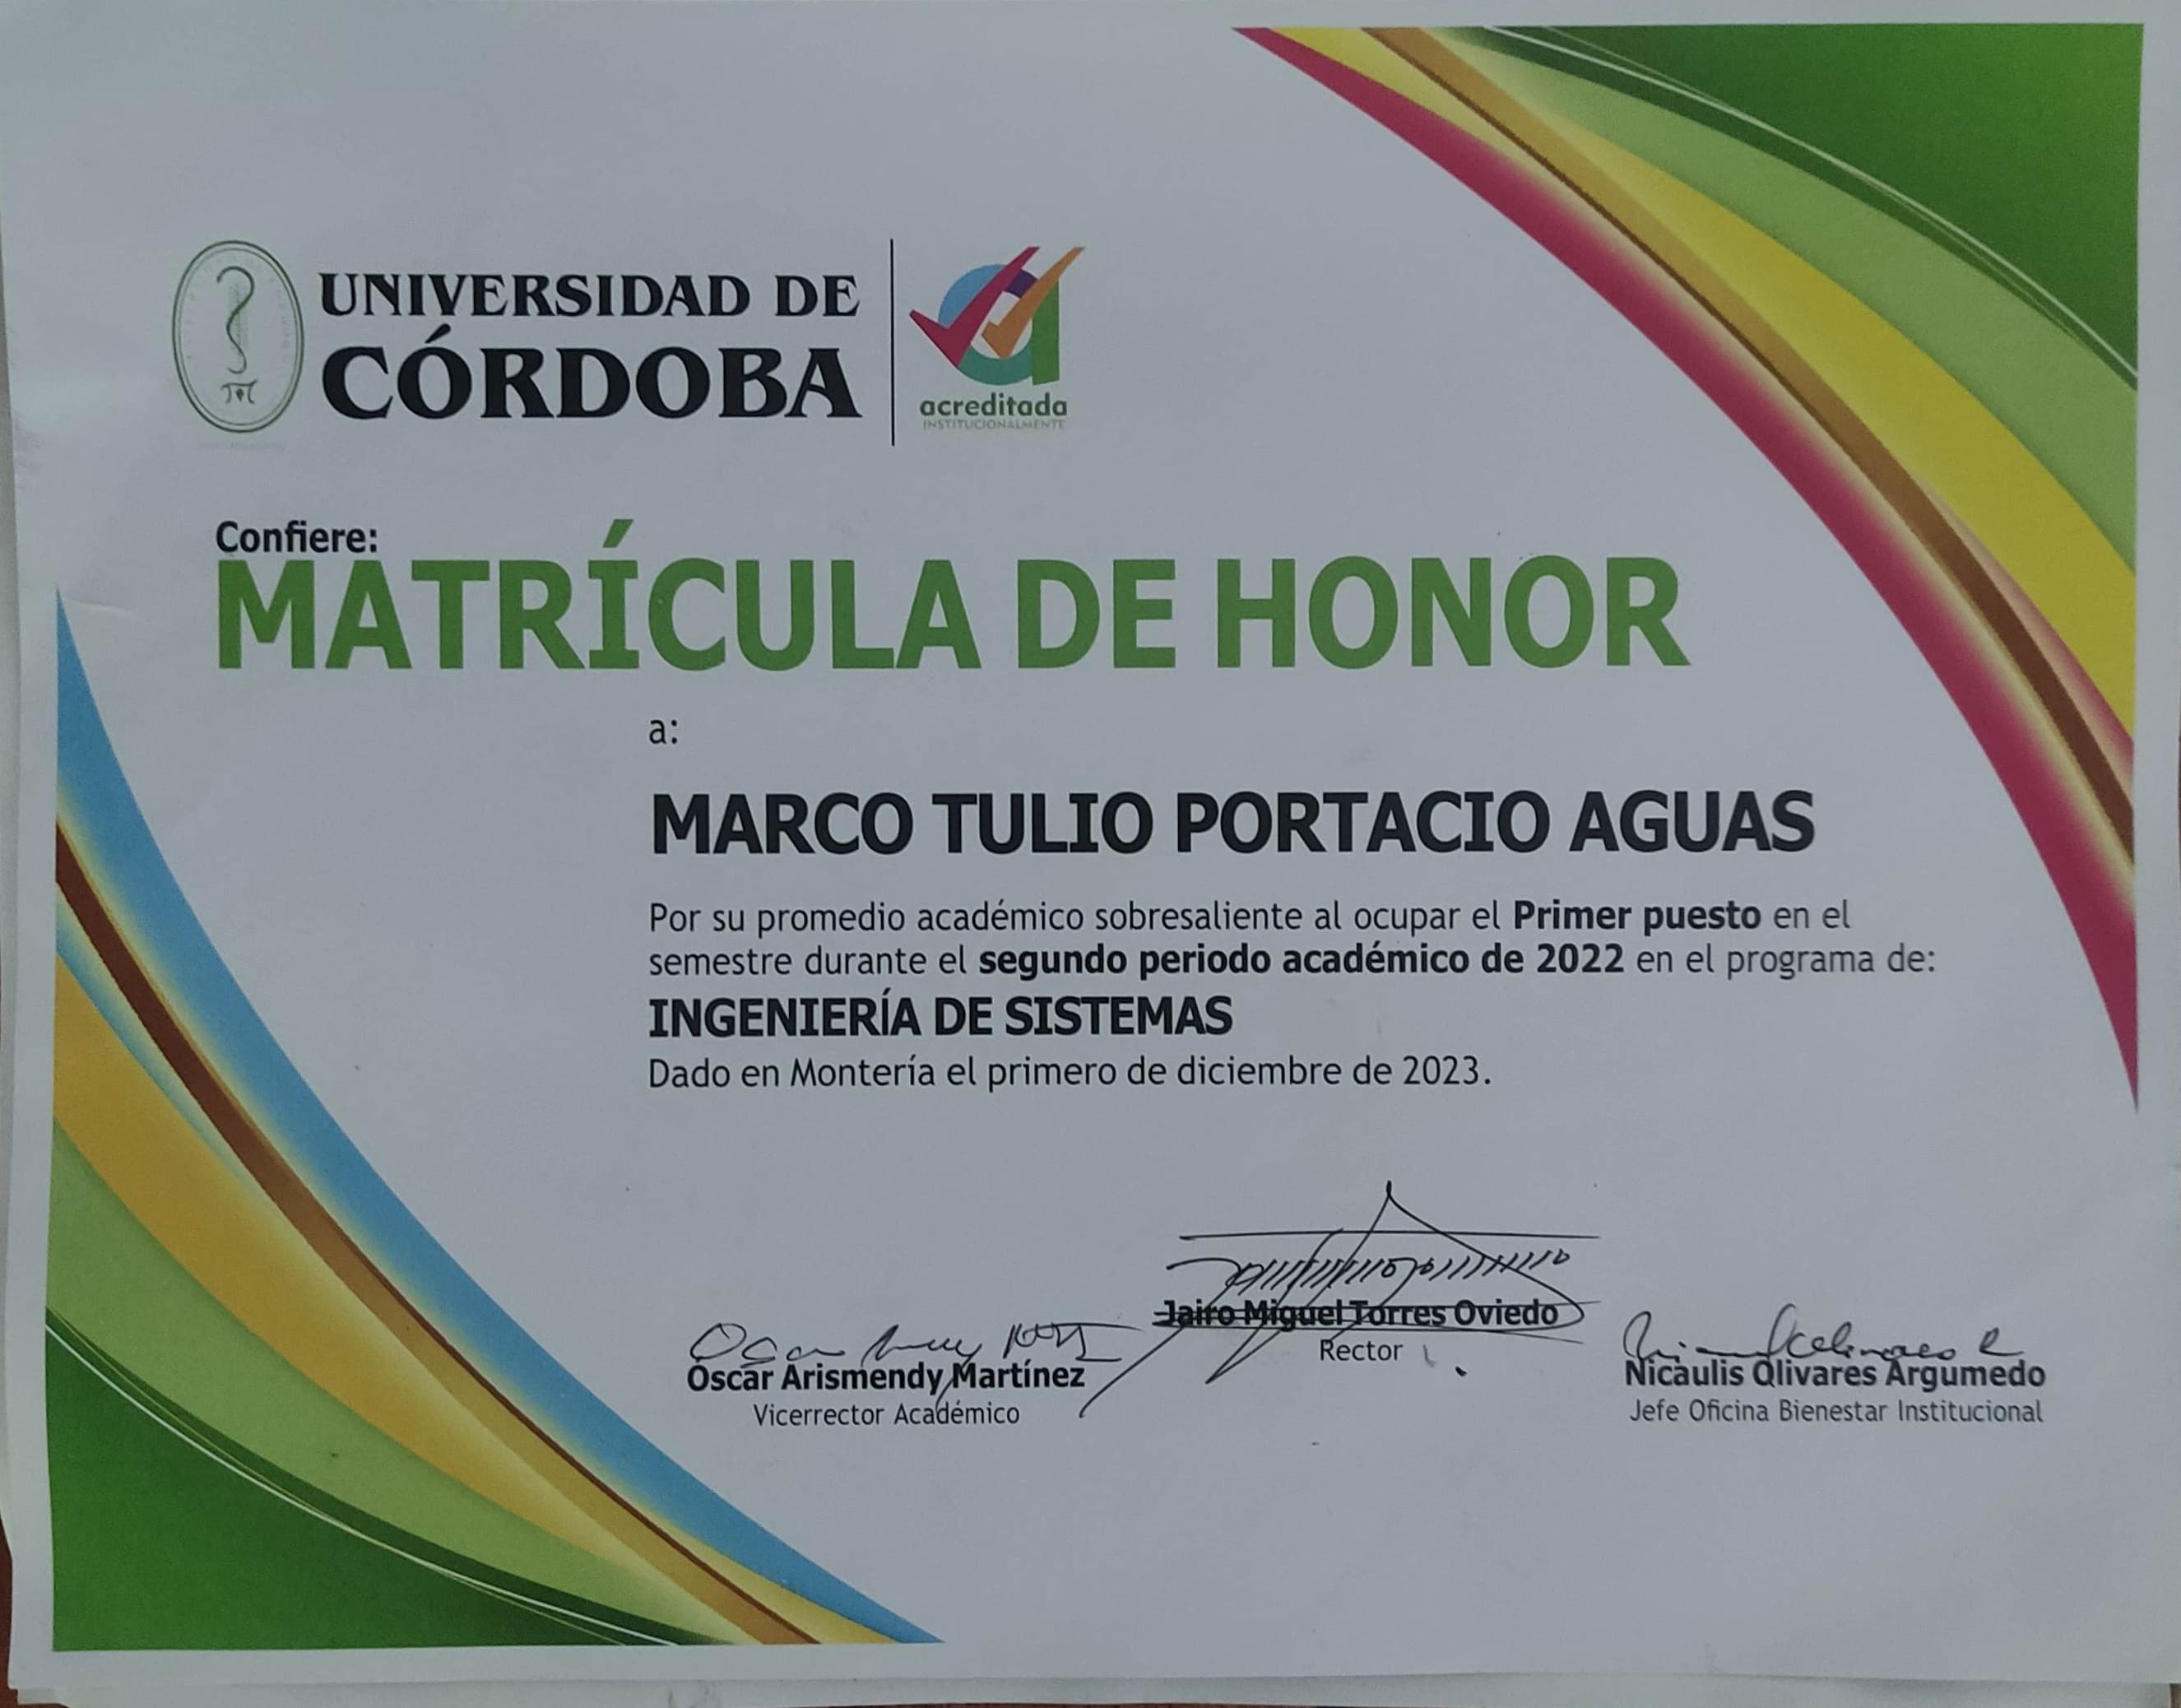 UNIVERSIDAD DE
CÓRDOBA
acreditada
INSTITUCIONALMENTE
Confiere:
MATRÍCULA DE HONOR
a:
MARCO TULIO PORTACIO AGUAS
Por su promedio académico sobresaliente al ocupar el Primer puesto en el
semestre durante el segundo periodo académico de 2022 en el programa de:
INGENIERÍA DE SISTEMAS
Dado en Montería el primero de diciembre de 2023.
Jairo Miguel Torres Oviedo
Rector
Óscar Arismendy Martínez
Vicerrector Académico
Nicaulis Olivares Argumedo
Jefe Oficina Bienestar Institucional